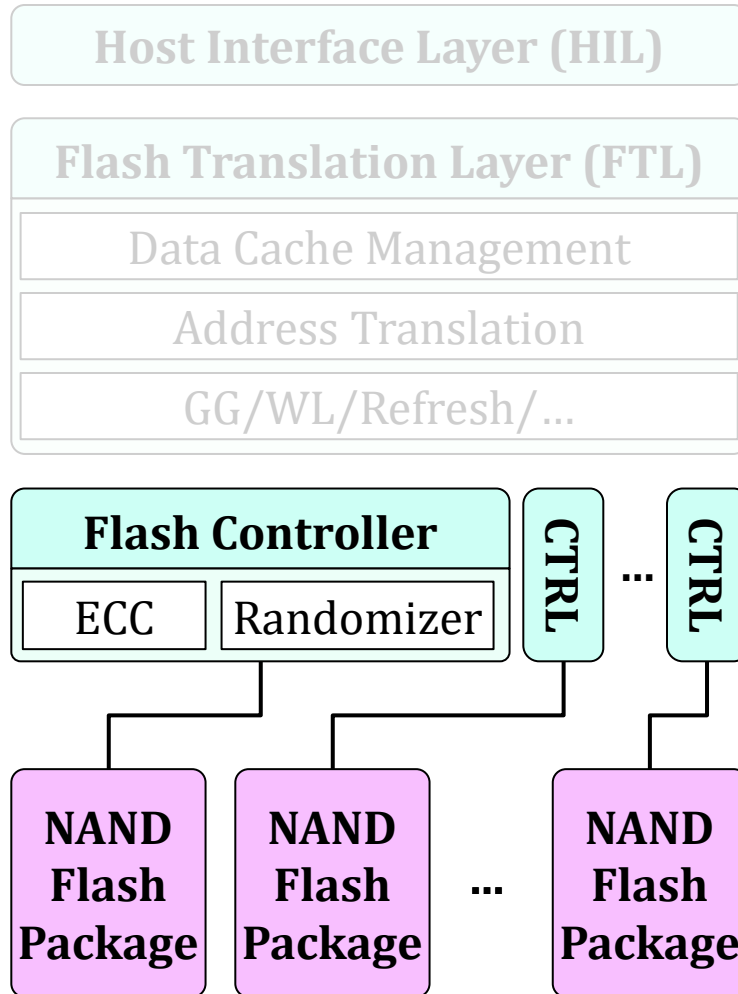 Host Interface Layer (HIL)
Flash Translation Layer (FTL)
Data Cache Management
Address Translation
GG/WL/Refresh/...
Flash Controller
ECC
Randomizer
CTRL
...
CTRL
NAND
Flash
Package
NAND
Flash
Package
...
NAND
Flash
Package